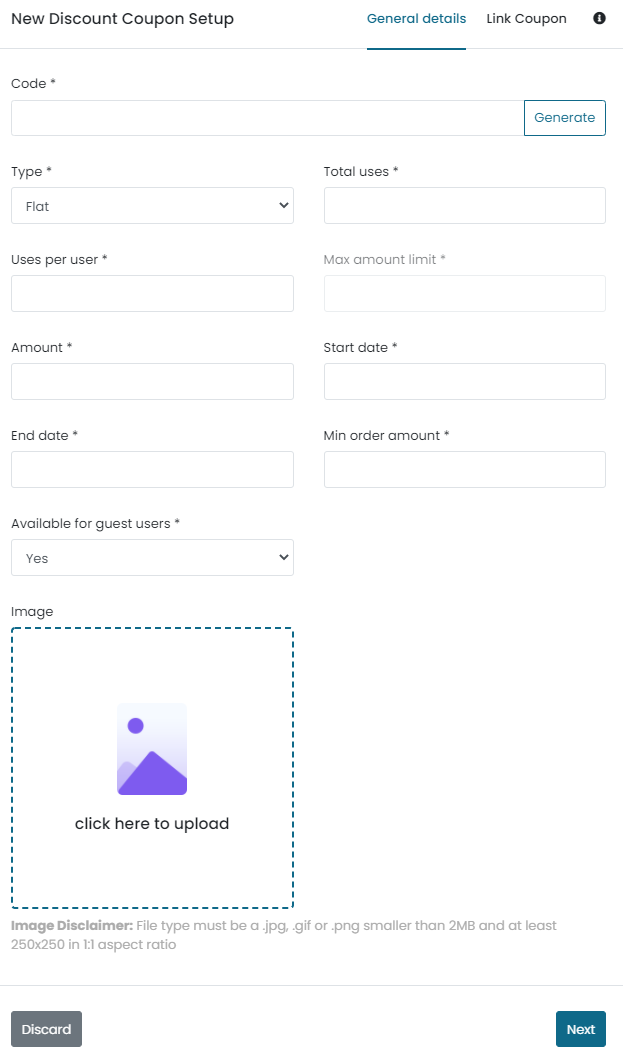 New Discount Coupon Setup
General details
Link Coupon
Code *
Generate
Type *
Total uses *
Flat
Uses per user *
Max amount limit *
Amount *
Start date *
End date *
Min order amount *
Available for guest users *
Yes
Image
click here to upload
Image Disclaimer: File type must be a .jpg, .gif or .png smaller than 2MB and at least
250x250 in 1:1 aspect ratio
Discard
Next